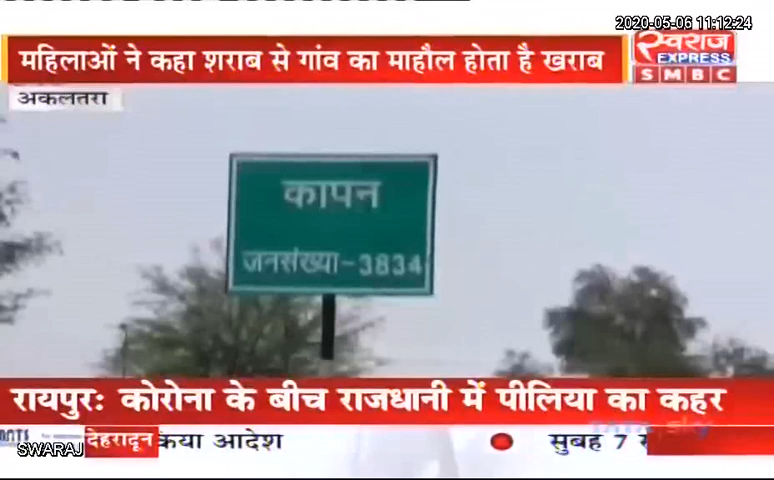 2020-05-06 11:12:24
महिलाओं ने कहा शराब से गांव का माहौल होता है खराब
स्वराज
EXPRESS
SMBC
अकलतरा
कापन
जनसंख्या-3834
रायपुरः कोरोना के बीच राजधानी में पीलिया का कहर
SWARAJ देहरादून किया आदेश सुबह 7